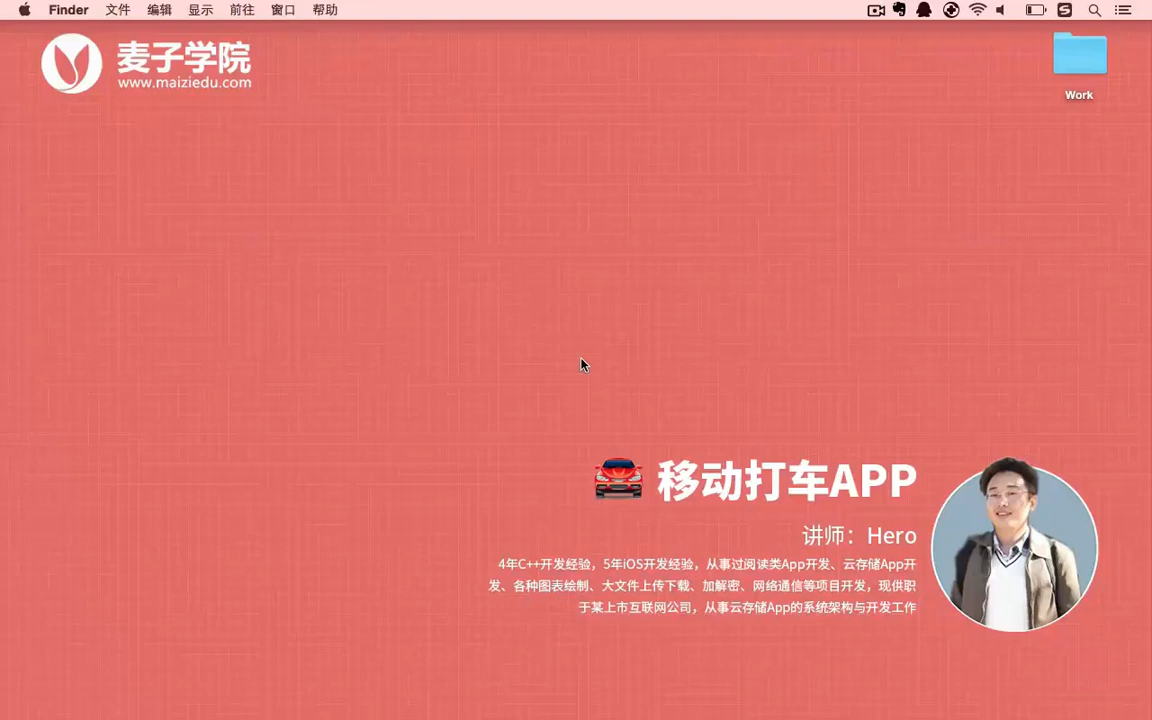 Finder 文件 编辑 显示 前往 窗口 帮助
麦子学院
www.maiziedu.com
Work
移动打车APP
讲师：Hero
4年C++开发经验，5年iOS开发经验，从事过阅读类App开发、云存储App开
发、各种图表绘制、大文件上传下载、加解密、网络通信等项目开发，现供职
于某上市互联网公司，从事云存储App的系统架构与开发工作